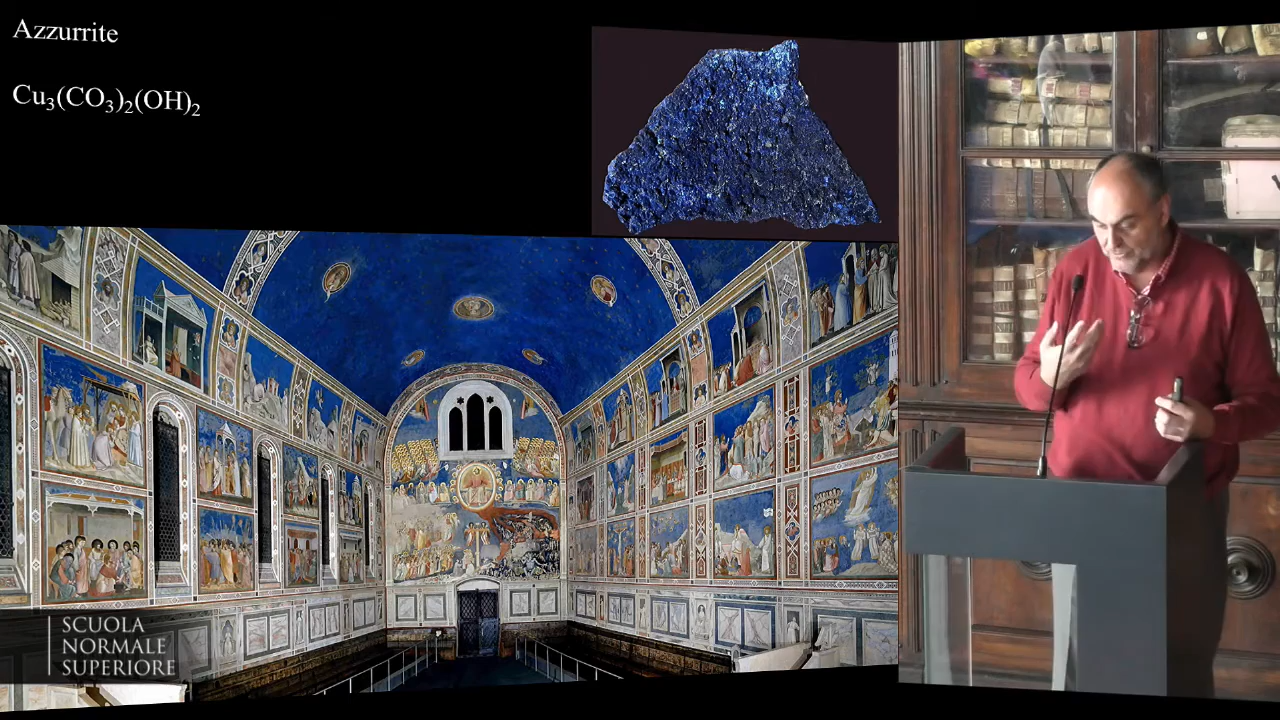 Azzurrite
Cu₃(CO₃)₂(OH)₂
SCUOLA
NORMALE
SUPERIORE